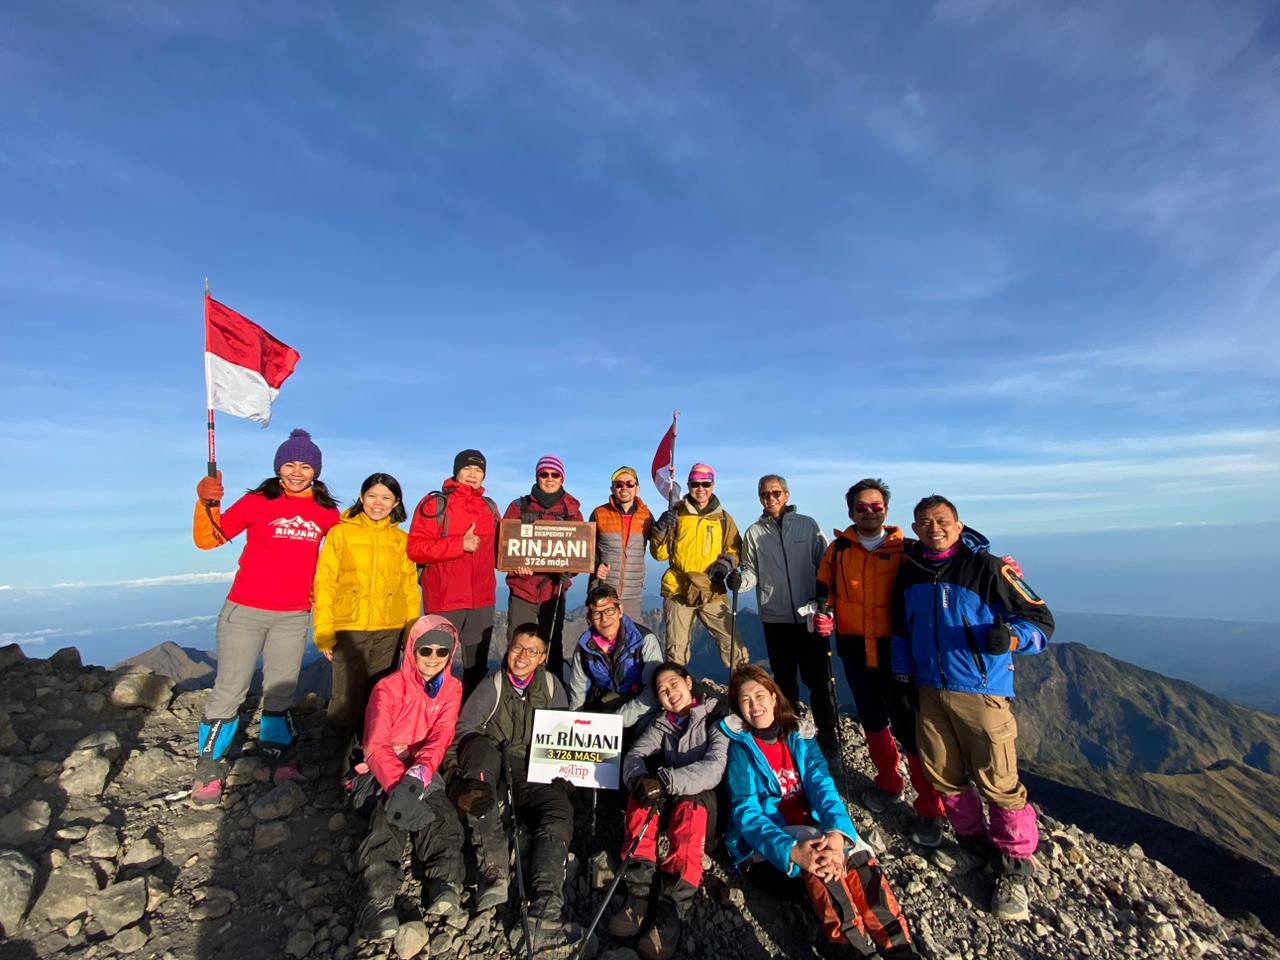 RINJANI
KEMENKUMHAM
EKSPEDISI 77
RINJANI
3726 mdpl
MT. RINJANI
3.726 MASL
myTrip